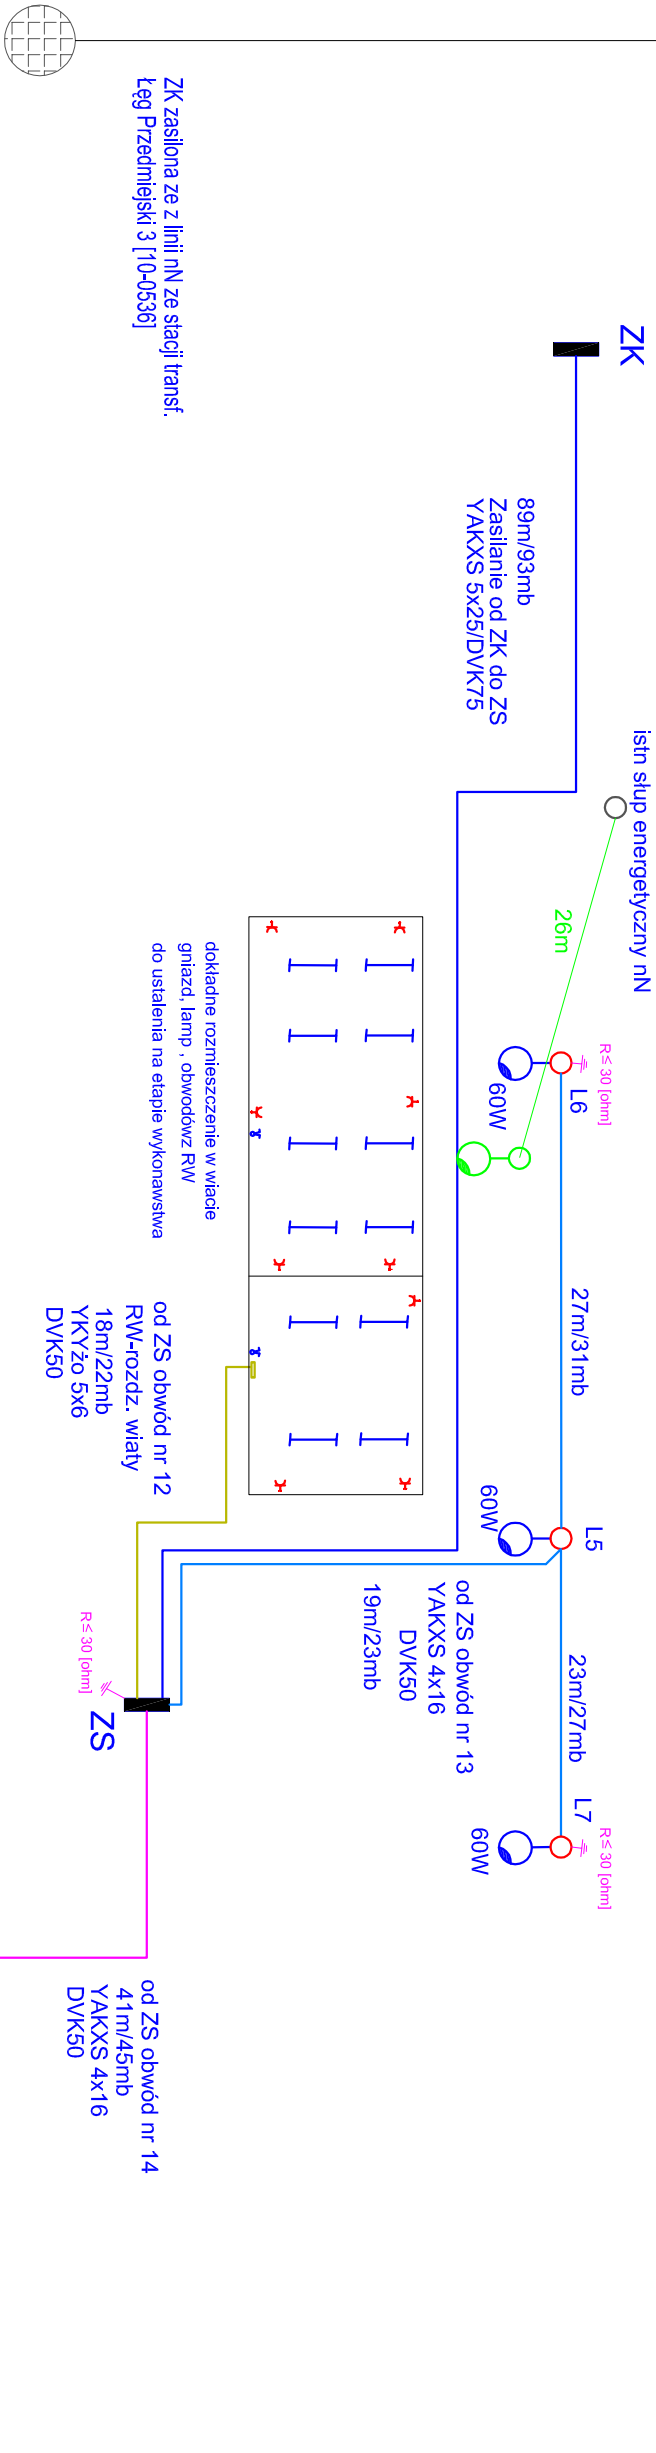 ZK
istn słup energetyczny nN
26m
ZK zasilona ze z linii nN ze stacji transf.
Łęg Przedmiejski 3 [10-0536]
89m/93mb
Zasilanie od ZK do ZS
YAKXS 5x25/DVK75
R≤ 30 [ohm]
L6
60W
27m/31mb
L5
60W
23m/27mb
L7
R≤ 30 [ohm]
60W
dokładne rozmieszczenie w wiacie
gniazd, lamp , obwodówz RW
do ustalenia na etapie wykonawstwa
od ZS obwód nr 12
RW-rozdz. wiaty
18m/22mb
YKYżo 5x6
DVK50
od ZS obwód nr 13
YAKXS 4x16
DVK50
19m/23mb
R≤ 30 [ohm]
ZS
od ZS obwód nr 14
41m/45mb
YAKXS 4x16
DVK50